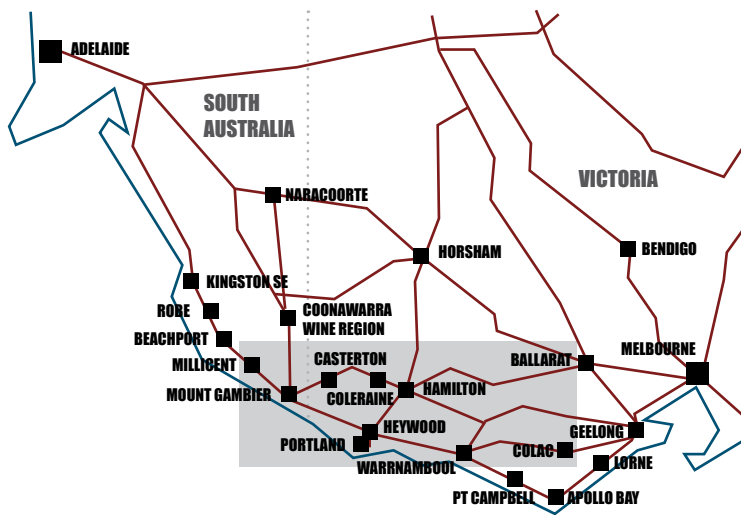 ADELAIDE
SOUTH
AUSTRALIA
VICTORIA
NARACOORTE
HORSHAM
BENDIGO
KINGSTON SE
ROBE
COONAWARRA
WINE REGION
BEACHPORT
MILLICENT
CASTERTON
BALLARAT
MELBOURNE
MOUNT GAMBIER
COLERAINE
HAMILTON
HEYWOOD
GEELONG
PORTLAND
COLAC
WARRNAMBOOL
LORNE
PT CAMPBELL
APOLLO BAY